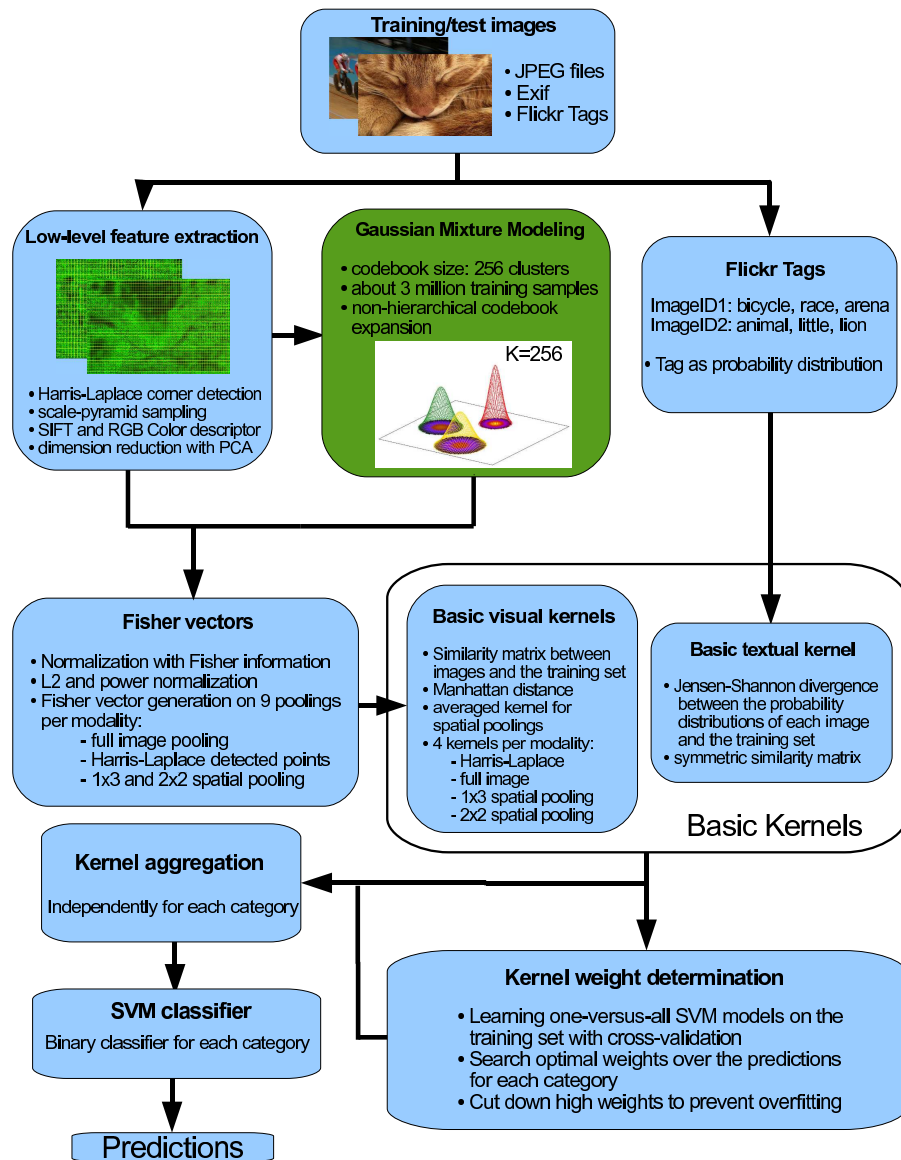 Training/test images
• JPEG files
• Exif
• Flickr Tags
Low-level feature extraction
• Harris-Laplace corner detection
• scale-pyramid sampling
• SIFT and RGB Color descriptor
• dimension reduction with PCA
Gaussian Mixture Modeling
• codebook size: 256 clusters
• about 3 million training samples
• non-hierarchical codebook
expansion
K=256
Flickr Tags
ImageID1: bicycle, race, arena
ImageID2: animal, little, lion
• Tag as probability distribution
Fisher vectors
• Normalization with Fisher information
• L2 and power normalization
• Fisher vector generation on 9 poolings
per modality:
- full image pooling
- Harris-Laplace detected points
- 1x3 and 2x2 spatial pooling
Basic visual kernels
• Similarity matrix between
images and the training set
• Manhattan distance
• averaged kernel for
spatial poolings
• 4 kernels per modality:
- Harris-Laplace
- full image
- 1x3 spatial pooling
- 2x2 spatial pooling
Basic textual kernel
• Jensen-Shannon divergence
between the probability
distributions of each image
and the training set
• symmetric similarity matrix
Basic Kernels
Kernel aggregation
Independently for each category
SVM classifier
Binary classifier for each category
Predictions
Kernel weight determination
• Learning one-versus-all SVM models on the
training set with cross-validation
• Search optimal weights over the predictions
for each category
• Cut down high weights to prevent overfitting